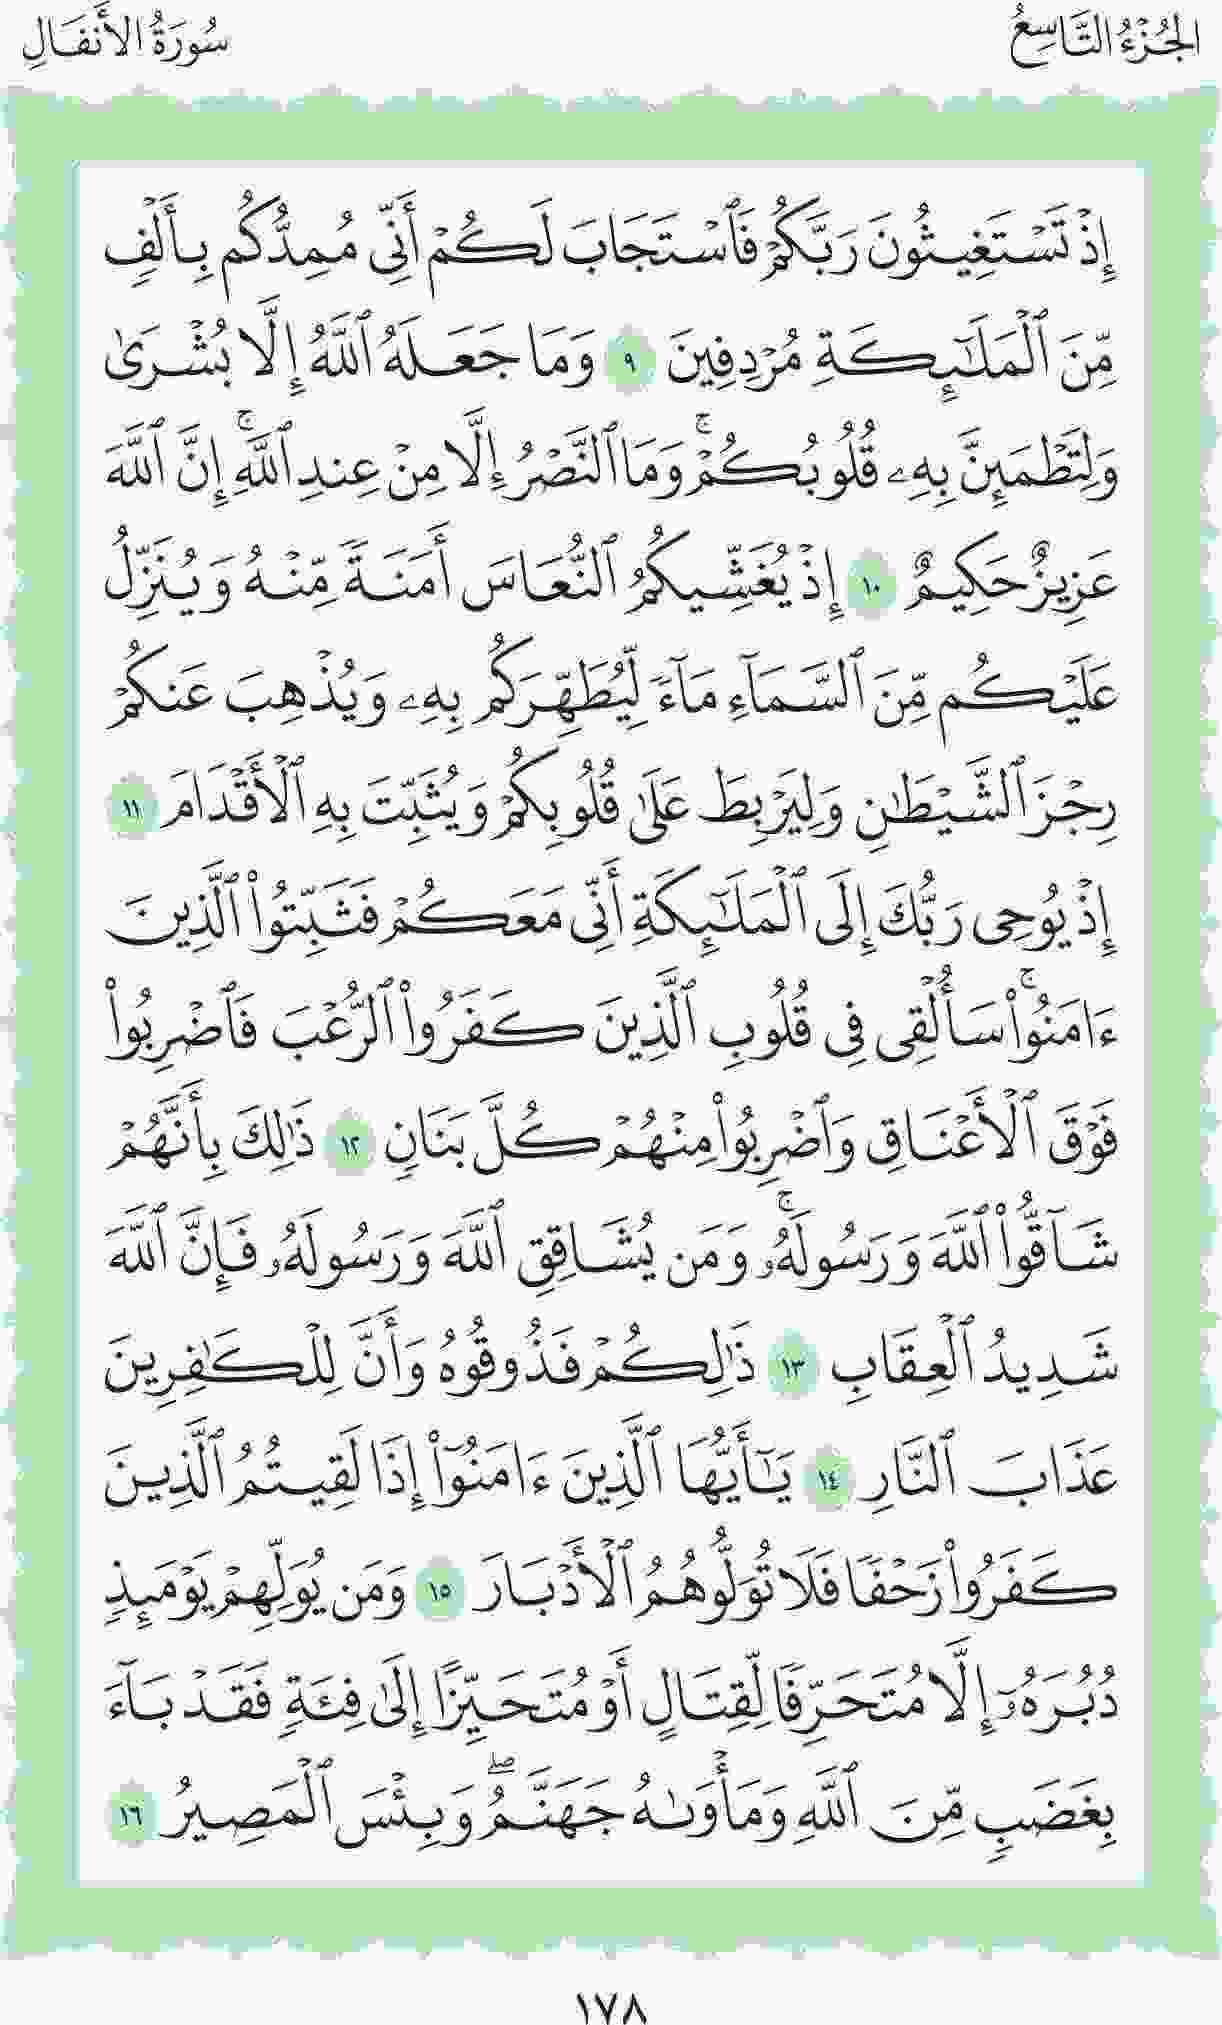 الجُزْءُ التَّاسِعُ
سُورَةُ الأَنفَالِ
إِذۡ تَسۡتَغِيثُونَ رَبَّكُمۡ فَٱسۡتَجَابَ لَكُمۡ أَنِّي مُمِدُّكُم بِأَلۡفٖ
مِّنَ ٱلۡمَلَٰٓئِكَةِ مُرۡدِفِينَ ٩ وَمَا جَعَلَهُ ٱللَّهُ إِلَّا بُشۡرَىٰ
وَلِتَطۡمَئِنَّ بِهِۦ قُلُوبُكُمۡۚ وَمَا ٱلنَّصۡرُ إِلَّا مِنۡ عِندِ ٱللَّهِۚ إِنَّ ٱللَّهَ
عَزِيزٌ حَكِيمٌ ١٠ إِذۡ يُغَشِّيكُمُ ٱلنُّعَاسَ أَمَنَةٗ مِّنۡهُ وَيُنَزِّلُ
عَلَيۡكُم مِّنَ ٱلسَّمَآءِ مَآءٗ لِّيُطَهِّرَكُم بِهِۦ وَيُذۡهِبَ عَنكُمۡ
رِجۡزَ ٱلشَّيۡطَٰنِ وَلِيَرۡبِطَ عَلَىٰ قُلُوبِكُمۡ وَيُثَبِّتَ بِهِ ٱلۡأَقۡدَامَ ١١
إِذۡ يُوحِي رَبُّكَ إِلَى ٱلۡمَلَٰٓئِكَةِ أَنِّي مَعَكُمۡ فَثَبِّتُواْ ٱلَّذِينَ
ءَامَنُواْۚ سَأُلۡقِي فِي قُلُوبِ ٱلَّذِينَ كَفَرُواْ ٱلرُّعۡبَ فَٱضۡرِبُواْ
فَوۡقَ ٱلۡأَعۡنَاقِ وَٱضۡرِبُواْ مِنۡهُمۡ كُلَّ بَنَانٖ ١٢ ذَٰلِكَ بِأَنَّهُمۡ
شَآقُّواْ ٱللَّهَ وَرَسُولَهُۥۚ وَمَن يُشَاقِقِ ٱللَّهَ وَرَسُولَهُۥ فَإِنَّ ٱللَّهَ
شَدِيدُ ٱلۡعِقَابِ ١٣ ذَٰلِكُمۡ فَذُوقُوهُ وَأَنَّ لِلۡكَٰفِرِينَ
عَذَابَ ٱلنَّارِ ١٤ يَٰٓأَيُّهَا ٱلَّذِينَ ءَامَنُوٓاْ إِذَا لَقِيتُمُ ٱلَّذِينَ
كَفَرُواْ زَحۡفٗا فَلَا تُوَلُّوهُمُ ٱلۡأَدۡبَارَ ١٥ وَمَن يُوَلِّهِمۡ يَوۡمَئِذٖ
دُبُرَهُۥٓ إِلَّا مُتَحَرِّفٗا لِّقِتَالٍ أَوۡ مُتَحَيِّزًا إِلَىٰ فِئَةٖ فَقَدۡ بَآءَ
بِغَضَبٖ مِّنَ ٱللَّهِ وَمَأۡوَىٰهُ جَهَنَّمُۖ وَبِئۡسَ ٱلۡمَصِيرُ ١٦
١٧٨